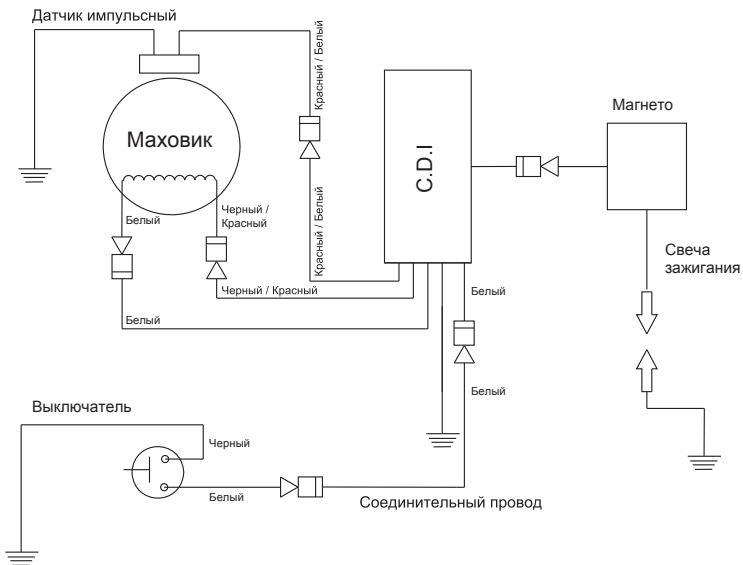 Датчик импульсный
Красный / Белый
Магнето
Маховик
C.D.I
Белый
Черный /
Красный
Красный / Белый
Свеча
зажигания
Черный / Красный
Белый
Белый
Белый
Выключатель
Черный
Белый
Соединительный провод